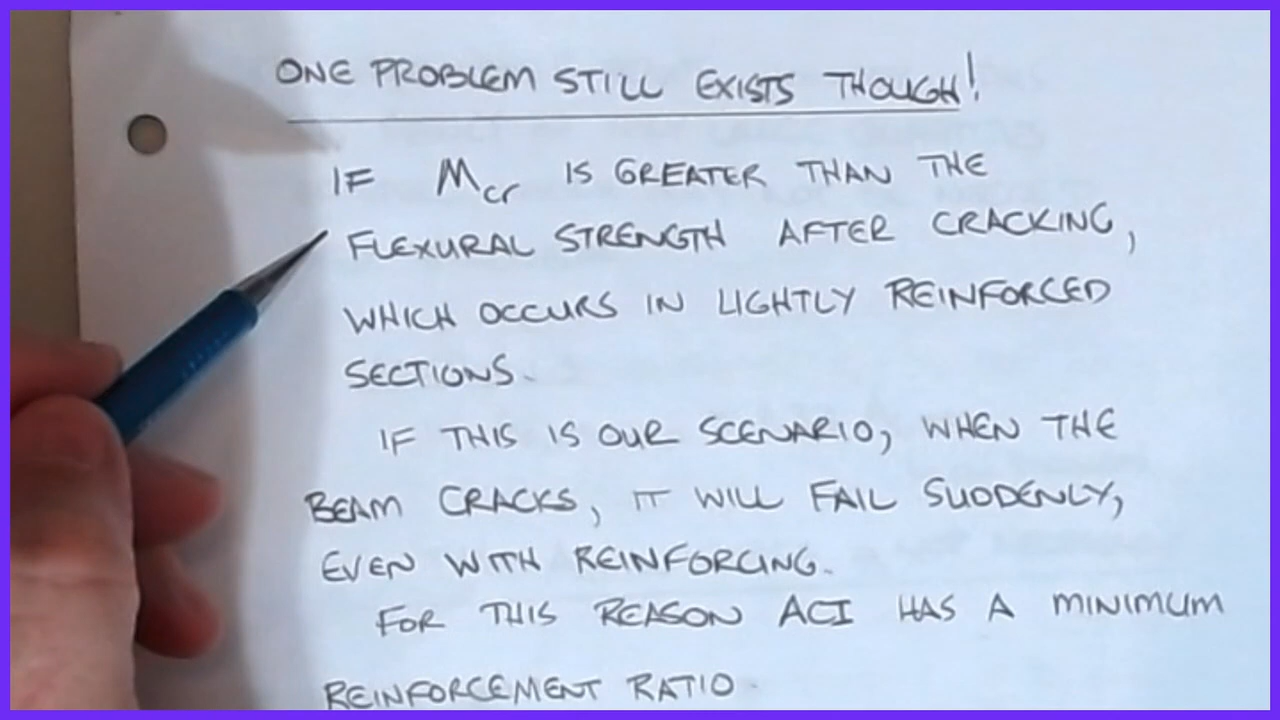 ONE PROBLEM STILL EXISTS THOUGH!
IF Mcr IS GREATER THAN THE
FLEXURAL STRENGTH AFTER CRACKING,
WHICH OCCURS IN LIGHTLY REINFORCED
SECTIONS.
IF THIS IS OUR SCENARIO, WHEN THE
BEAM CRACKS, IT WILL FAIL SUDDENLY,
EVEN WITH REINFORCING.
FOR THIS REASON ACI HAS A MINIMUM
REINFORCEMENT RATIO.